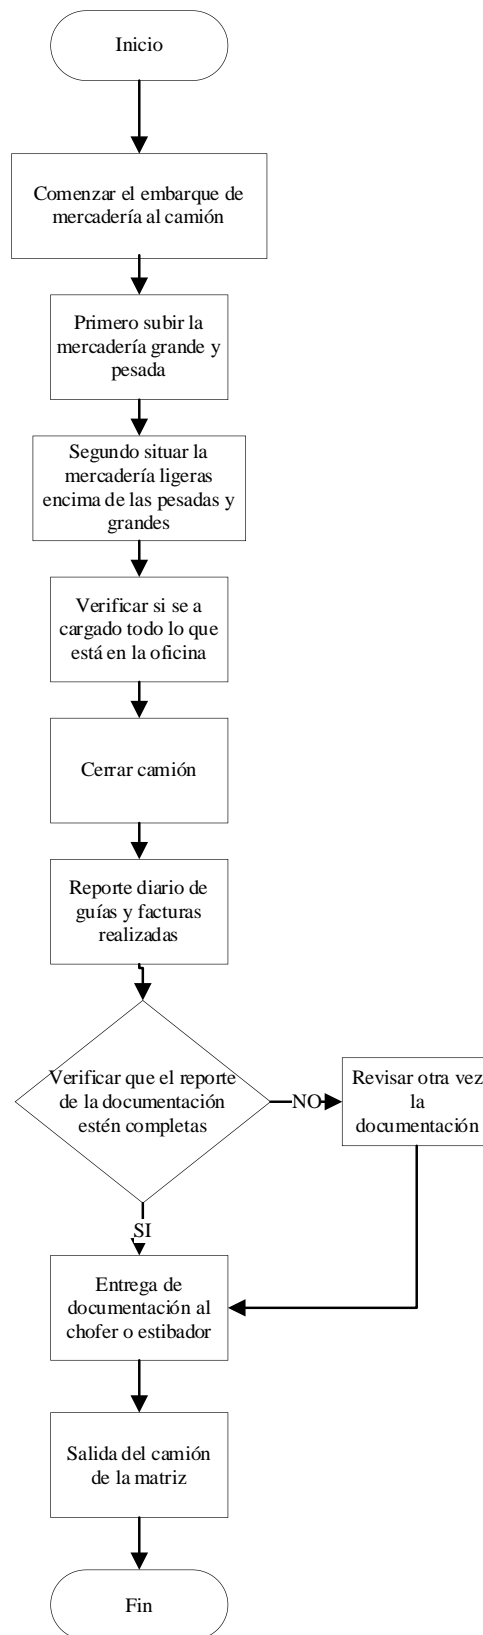 Inicio
Comenzar el embarque de
mercadería al camión
Primero subir la
mercadería grande y
pesada
Segundo situar la
mercadería ligeras
encima de las pesadas y
grandes
Verificar si se a
cargado todo lo que
está en la oficina
Cerrar camión
Reporte diario de
guías y facturas
realizadas
Verificar que el reporte
de la documentación
estén completas
NO
Revisar otra vez
la
documentación
SI
Entrega de
documentación al
chofer o estibador
Salida del camión
de la matriz
Fin